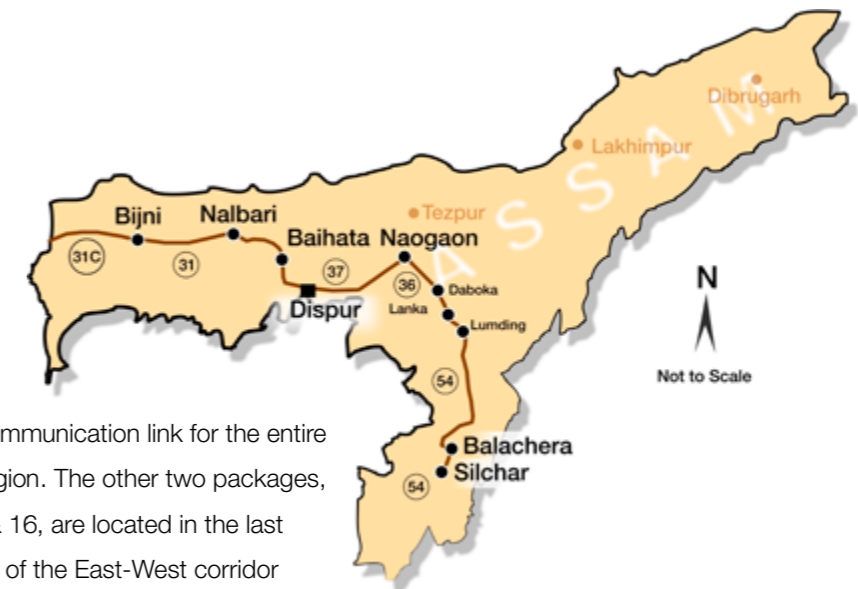 Dibrugarh
Lakhimpur
ASSAM
Tezpur
Bijni
Nalbari
Baihata
Naogaon
31C
31
37
36
Daboka
Dispur
Lanka
Lumding
N
Not to Scale
54
Balachera
Silchar
54
mmunication link for the entire
gion. The other two packages,
16, are located in the last
of the East-West corridor